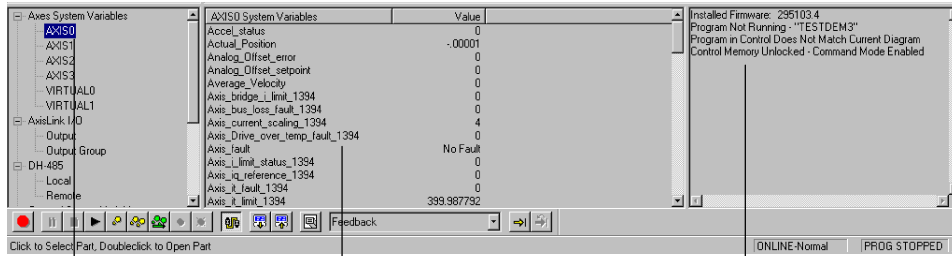 Axes System Variables
AXIS0
AXIS1
AXIS2
AXIS3
VIRTUAL0
VIRTUAL1
AxisLink I/O
Output
Output Group
DH-485
Local
Remote
AXIS0 System Variables Value
Accel_status 0
Actual_Position -.00001
Analog_Offset_error 0
Analog_Offset_setpoint 0
Average_Velocity 0
Axis_bridge_i_limit_1394 0
Axis_bus_loss_fault_1394 0
Axis_current_scaling_1394 4
Axis_Drive_over_temp_fault_1394 0
Axis_fault No Fault
Axis_i_limit_status_1394 0
Axis_iq_reference_1394 0
Axis_it_fault_1394 0
Axis_it_limit_1394 399.987792
Installed Firmware: 295103.4
Program Not Running - "TESTDEM3"
Program in Control Does Not Match Current Diagram
Control Memory Unlocked - Command Mode Enabled
Feedback
Click to Select Part, Doubleclick to Open Part
ONLINE-Normal
PROG STOPPED